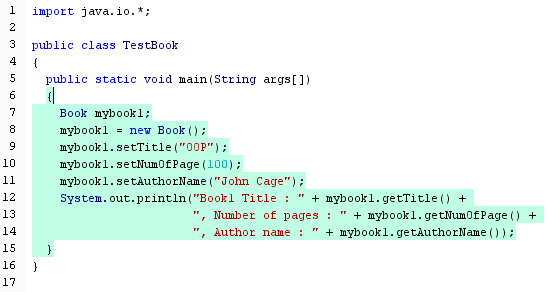 1 import java.io.*;
2
3 public class TestBook
4 {
5   public static void main(String args[])
6   {
7     Book mybook1;
8     mybook1 = new Book();
9     mybook1.setTitle("OOP");
10     mybook1.setNumOfPage(100);
11     mybook1.setAuthorName("John Cage");
12     System.out.println("Book1 Title : " + mybook1.getTitle() +
13                        ", Number of pages : " + mybook1.getNumOfPage() +
14                        ", Author name : " + mybook1.getAuthorName());
15   }
16 }
17